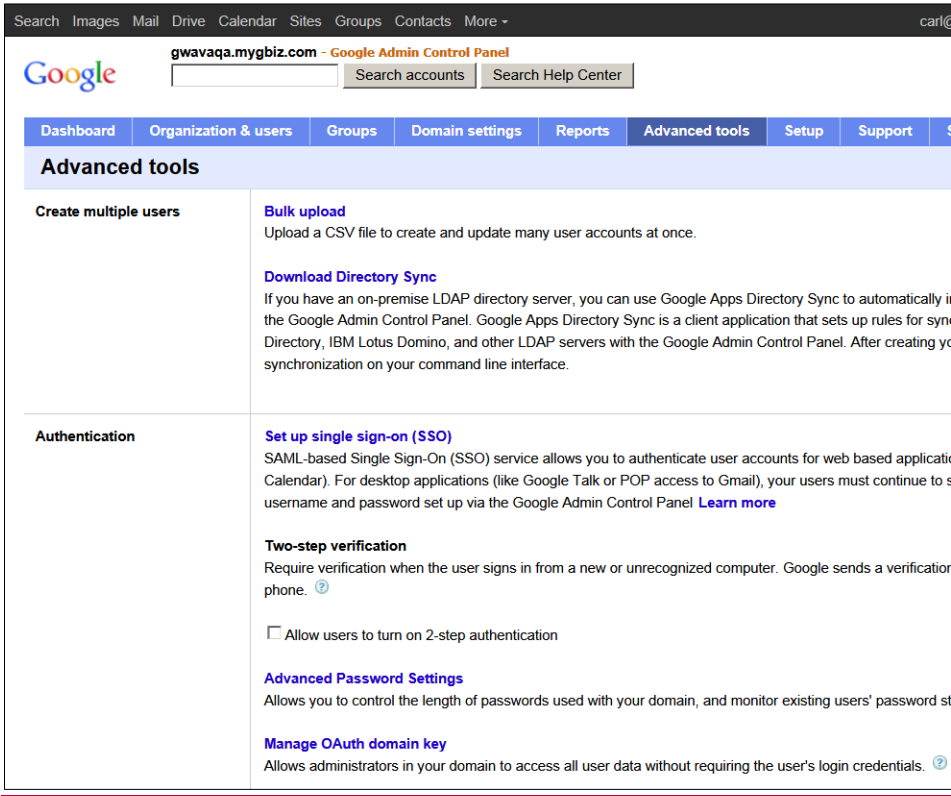 Search Images Mail Drive Calendar Sites Groups Contacts More
carl@
gwavaqa.mygbiz.com - Google Admin Control Panel
Google
Search accounts Search Help Center
Dashboard Organization & users Groups Domain settings Reports Advanced tools Setup Support
Advanced tools
Create multiple users
Bulk upload
Upload a CSV file to create and update many user accounts at once.
Download Directory Sync
If you have an on-premise LDAP directory server, you can use Google Apps Directory Sync to automatically
the Google Admin Control Panel. Google Apps Directory Sync is a client application that sets up rules for
Directory, IBM Lotus Domino, and other LDAP servers with the Google Admin Control Panel. After creating
synchronization on your command line interface.
Authentication
Set up single sign-on (SSO)
SAML-based Single Sign-On (SSO) service allows you to authenticate user accounts for web based
Calendar). For desktop applications (like Google Talk or POP access to Gmail), your users must continue to
username and password set up via the Google Admin Control Panel Learn more
Two-step verification
Require verification when the user signs in from a new or unrecognized computer. Google sends a verification
phone. ?
Allow users to turn on 2-step authentication
Advanced Password Settings
Allows you to control the length of passwords used with your domain, and monitor existing users' password
Manage OAuth domain key
Allows administrators in your domain to access all user data without requiring the user's login credentials. ?